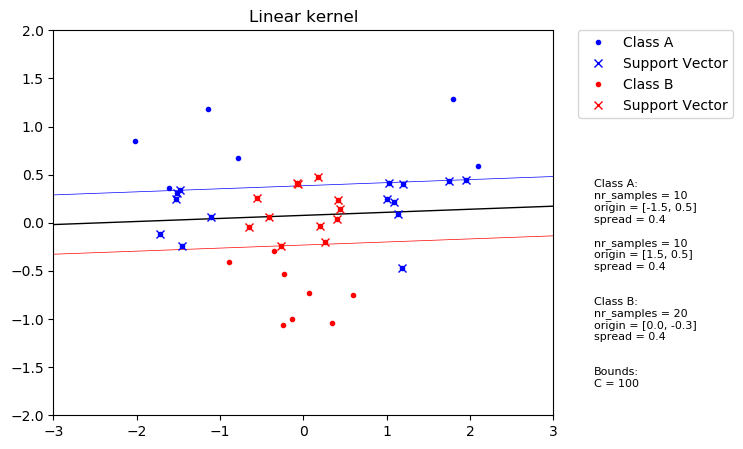 Linear kernel
2.0
1.5
1.0
0.5
0.0
−0.5
−1.0
−1.5
−2.0
−3
−2
−1
0
1
2
3
Class A
Support Vector
Class B
Support Vector
Class A:
nr_samples = 10
origin = [-1.5, 0.5]
spread = 0.4
nr_samples = 10
origin = [1.5, 0.5]
spread = 0.4
Class B:
nr_samples = 20
origin = [0.0, -0.3]
spread = 0.4
Bounds:
C = 100